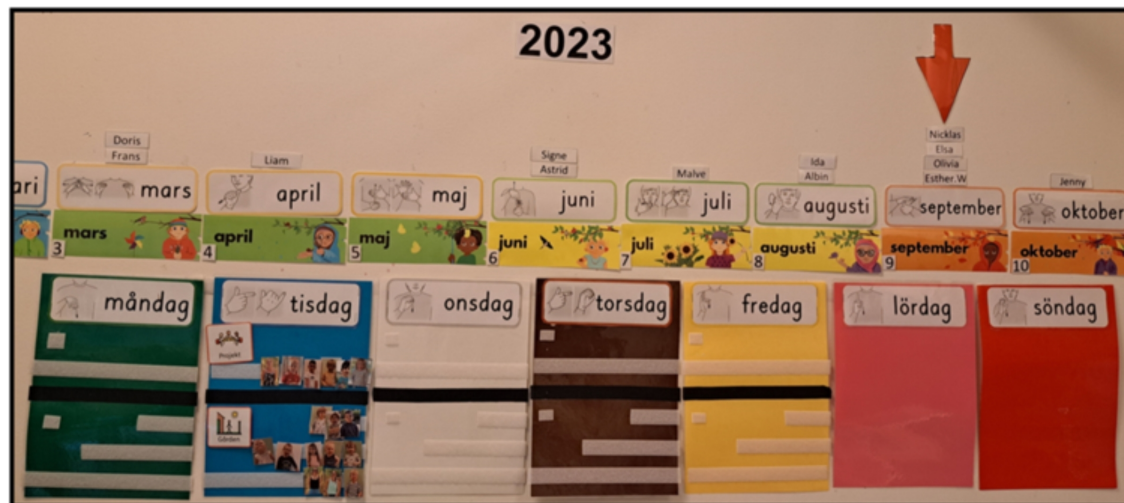 2023
Doris
Frans
Liam
Signe
Astrid
Malve
Ida
Albin
Nicklas
Elsa
Olivia
Esther.W
Jenny
ari
mars
april
maj
juni
juli
augusti
september
oktober
3 mars
4 april
5 maj
6 juni
7 juli
8 augusti
9 september
10 oktober
måndag
tisdag
onsdag
torsdag
fredag
lördag
söndag
Projekt
Gården